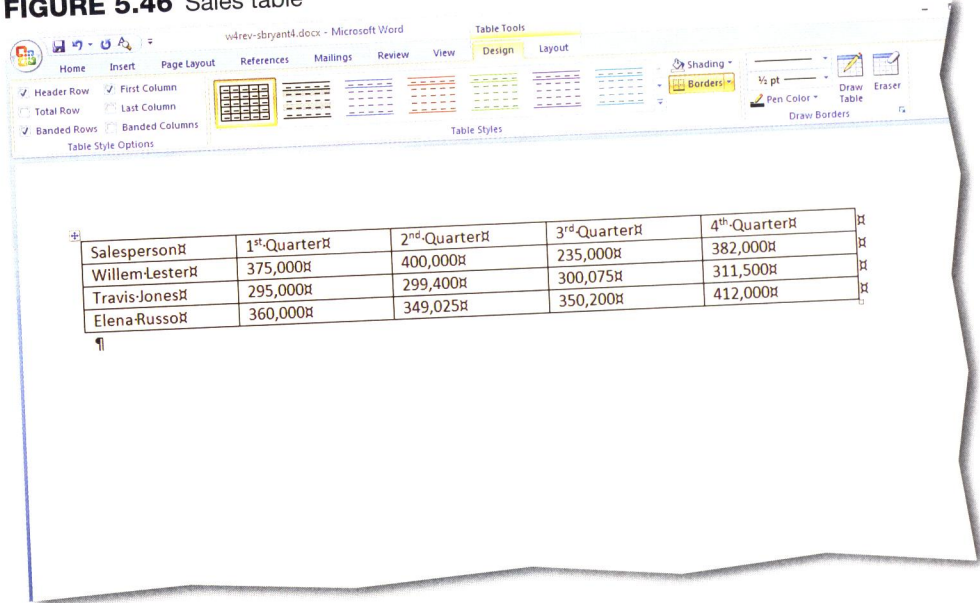 FIGURE 5.46 Sales table
w4rev-sbryant4.docx - Microsoft Word
Table Tools
Home Insert Page Layout References Mailings Review View Design Layout
Header Row First Column
Total Row Last Column
Banded Rows Banded Columns
Table Style Options
Table Styles
Shading
Borders
½ pt
Pen Color
Draw Table
Eraser
Draw Borders
Salesperson¤ 1st·Quarter¤ 2nd·Quarter¤ 3rd·Quarter¤ 4th·Quarter¤ ¤
Willem·Lester¤ 375,000¤ 400,000¤ 235,000¤ 382,000¤ ¤
Travis·Jones¤ 295,000¤ 299,400¤ 300,075¤ 311,500¤ ¤
Elena·Russo¤ 360,000¤ 349,025¤ 350,200¤ 412,000¤ ¤
¶